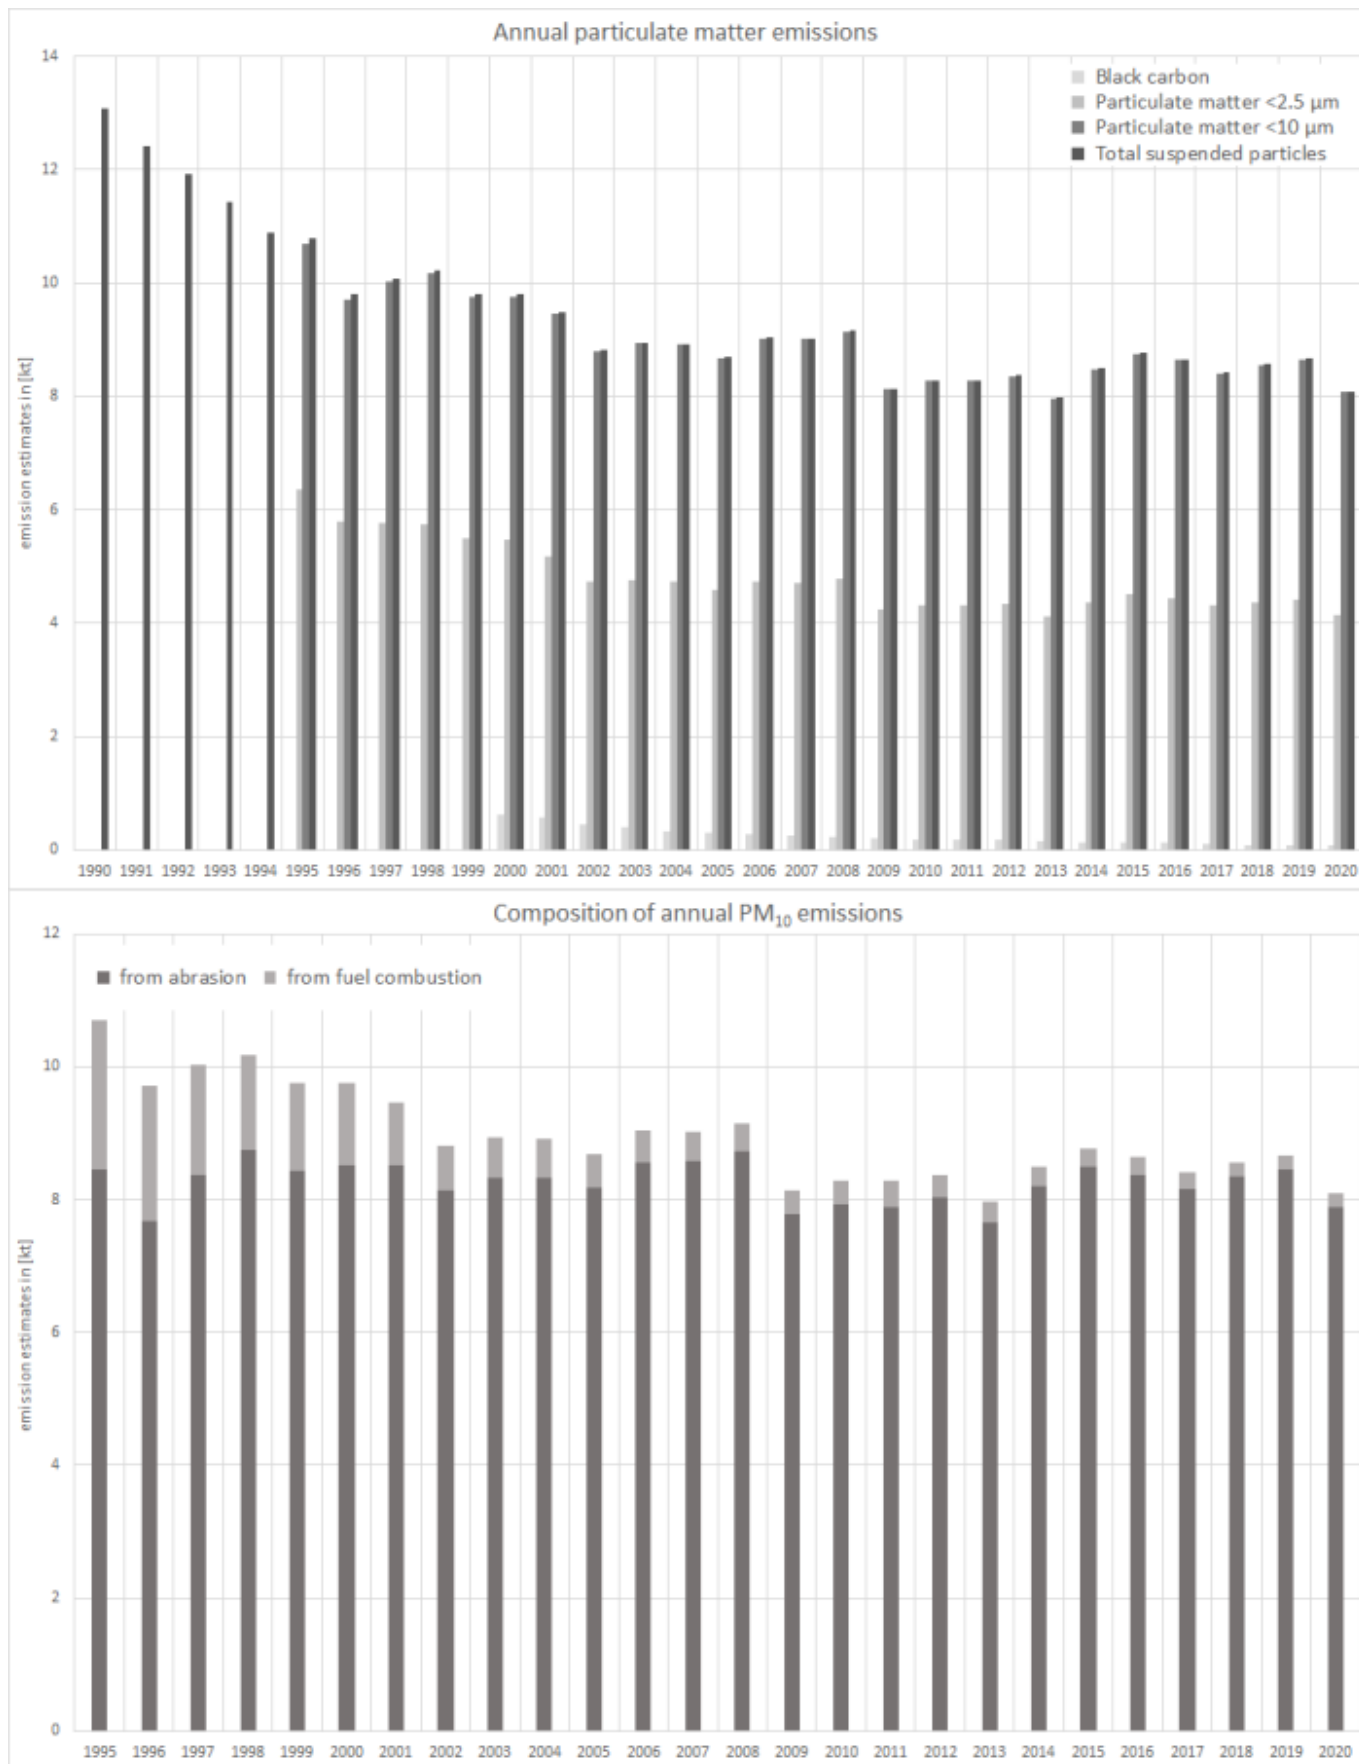 Annual particulate matter emissions
14
Black carbon
Particulate matter <2.5 µm
Particulate matter <10 µm
Total suspended particles
12
10
8
6
4
2
0
emission estimates in [kt]
1990 1991 1992 1993 1994 1995 1996 1997 1998 1999 2000 2001 2002 2003 2004 2005 2006 2007 2008 2009 2010 2011 2012 2013 2014 2015 2016 2017 2018 2019 2020
Composition of annual PM₁₀ emissions
12
from abrasion from fuel combustion
10
8
6
4
2
0
emission estimates in [kt]
1995 1996 1997 1998 1999 2000 2001 2002 2003 2004 2005 2006 2007 2008 2009 2010 2011 2012 2013 2014 2015 2016 2017 2018 2019 2020